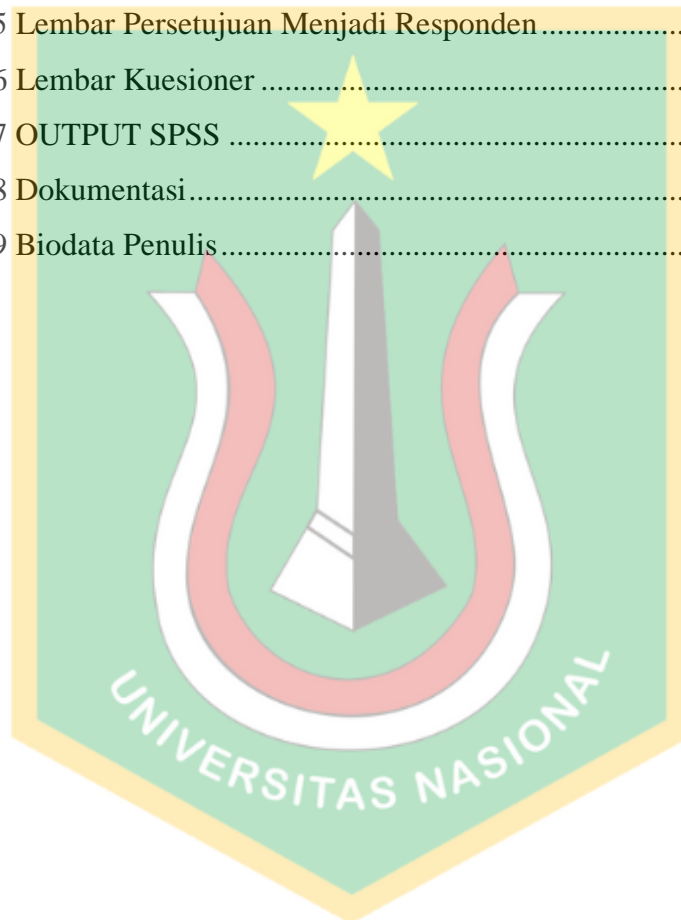 5 Lembar Persetujuan Menjadi Responden....................
6 Lembar Kuesioner ............................................................
7 OUTPUT SPSS ................................................................
8 Dokumentasi.....................................................................
9 Biodata Penulis.................................................................
UNIVERSITAS NASIONAL